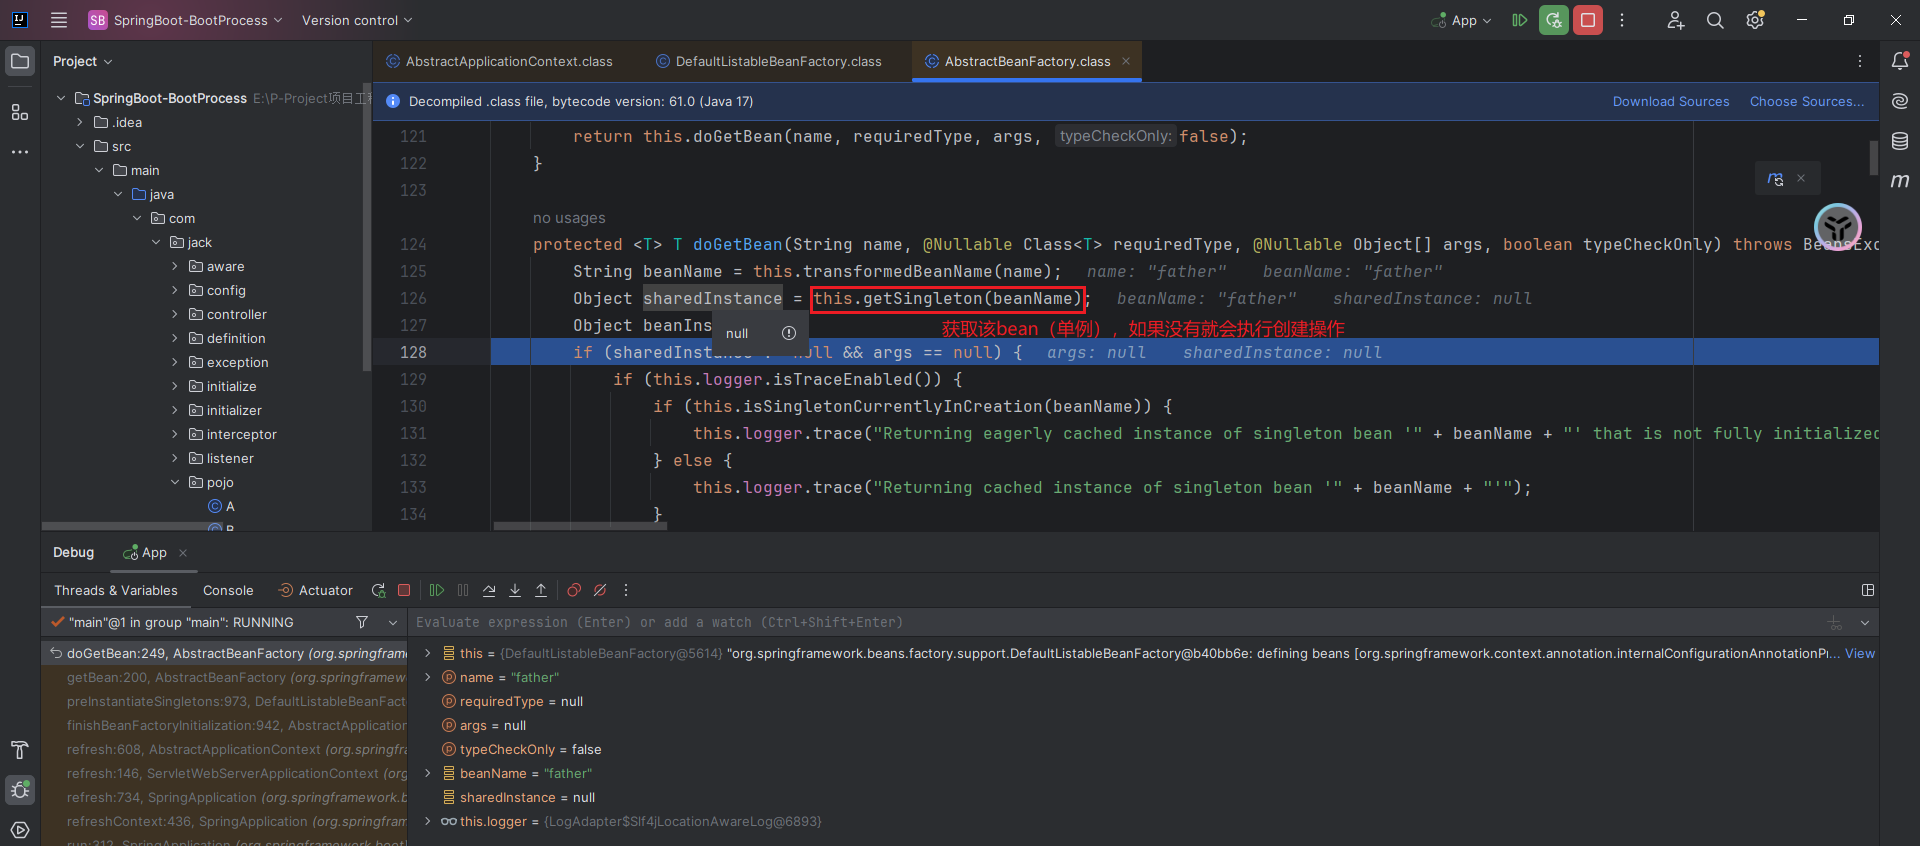 SB SpringBoot-BootProcess Version control App
Project
AbstractApplicationContext.class DefaultListableBeanFactory.class AbstractBeanFactory.class
Decompiled .class file, bytecode version: 61.0 (Java 17) Download Sources Choose Sources...
SpringBoot-BootProcess E:\P-Project项目工程
.idea
src
main
java
com
jack
aware
config
controller
definition
exception
initialize
initializer
interceptor
listener
pojo
A
B
121 return this.doGetBean(name, requiredType, args, typeCheckOnly: false);
122 }
123
no usages
124 protected <T> T doGetBean(String name, @Nullable Class<T> requiredType, @Nullable Object[] args, boolean typeCheckOnly) throws BeansExc
125 String beanName = this.transformedBeanName(name); name: "father" beanName: "father"
126 Object sharedInstance = this.getSingleton(beanName); beanName: "father" sharedInstance: null
127 Object beanIns
null
获取该bean（单例），如果没有就会执行创建操作
128 if (sharedInstance != null && args == null) { args: null sharedInstance: null
129 if (this.logger.isTraceEnabled()) {
130 if (this.isSingletonCurrentlyInCreation(beanName)) {
131 this.logger.trace("Returning eagerly cached instance of singleton bean '" + beanName + "' that is not fully initialized
132 } else {
133 this.logger.trace("Returning cached instance of singleton bean '" + beanName + "'");
134 }
Debug App
Threads & Variables Console Actuator
"main"@1 in group "main": RUNNING
Evaluate expression (Enter) or add a watch (Ctrl+Shift+Enter)
doGetBean:249, AbstractBeanFactory (org.springframe
getBean:200, AbstractBeanFactory (org.springframewo
preInstantiateSingletons:973, DefaultListableBeanFact
finishBeanFactoryInitialization:942, AbstractApplication
refresh:608, AbstractApplicationContext (org.springfra
refresh:146, ServletWebServerApplicationContext (org
refresh:734, SpringApplication (org.springframework.b
refreshContext:436, SpringApplication (org.springfram
run:312, SpringApplication (org.springframework.boot
this = {DefaultListableBeanFactory@5614} "org.springframework.beans.factory.support.DefaultListableBeanFactory@b40bb6e: defining beans [org.springframework.context.annotation.internalConfigurationAnnotationPr... View
name = "father"
requiredType = null
args = null
typeCheckOnly = false
beanName = "father"
sharedInstance = null
this.logger = {LogAdapter$Slf4jLocationAwareLog@6893}